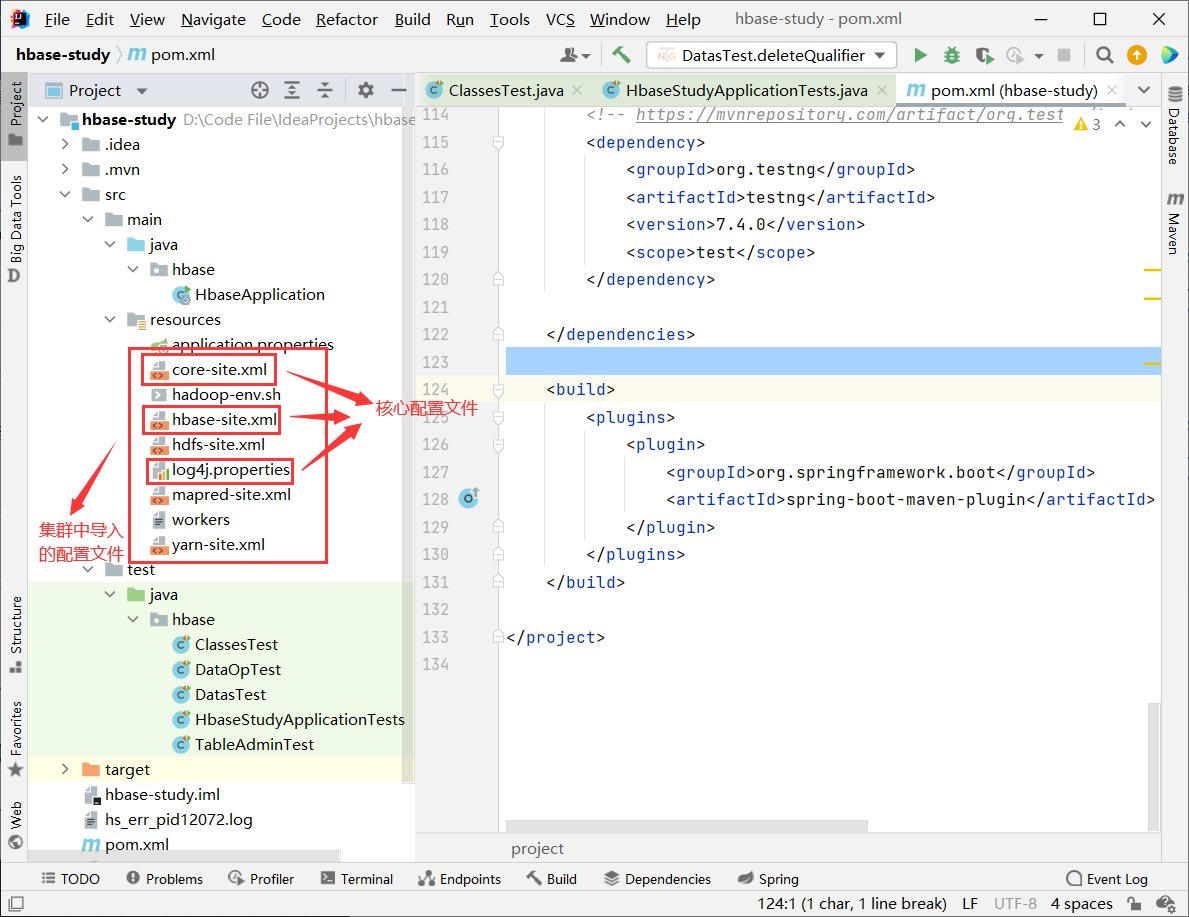 File Edit View Navigate Code Refactor Build Run Tools VCS Window Help hbase-study - pom.xml
hbase-study pom.xml
DatasTest.deleteQualifier
Project
ClassesTest.java
HbaseStudyApplicationTests.java
pom.xml (hbase-study)
Project
Big Data Tools
Structure
Favorites
Web
hbase-study D:\Code File\IdeaProjects\hbase
.idea
.mvn
src
main
java
hbase
HbaseApplication
resources
application.properties
core-site.xml
hadoop-env.sh
hbase-site.xml
hdfs-site.xml
log4j.properties
mapred-site.xml
workers
yarn-site.xml
核心配置文件
集群中导入
的配置文件
test
java
hbase
ClassesTest
DataOpTest
DatasTest
HbaseStudyApplicationTests
TableAdminTest
target
hbase-study.iml
hs_err_pid12072.log
pom.xml
114 <!-- https://mvnrepository.com/artifact/org.test
3
115 <dependency>
116 <groupId>org.testng</groupId>
117 <artifactId>testng</artifactId>
118 <version>7.4.0</version>
119 <scope>test</scope>
120 </dependency>
121
122 </dependencies>
123
124 <build>
125 <plugins>
126 <plugin>
127 <groupId>org.springframework.boot</groupId>
128 <artifactId>spring-boot-maven-plugin</artifactId>
129 </plugin>
130 </plugins>
131 </build>
132
133 </project>
134
project
Database
Maven
TODO Problems Profiler Terminal Endpoints Build Dependencies Spring Event Log
124:1 (1 char, 1 line break) LF UTF-8 4 spaces